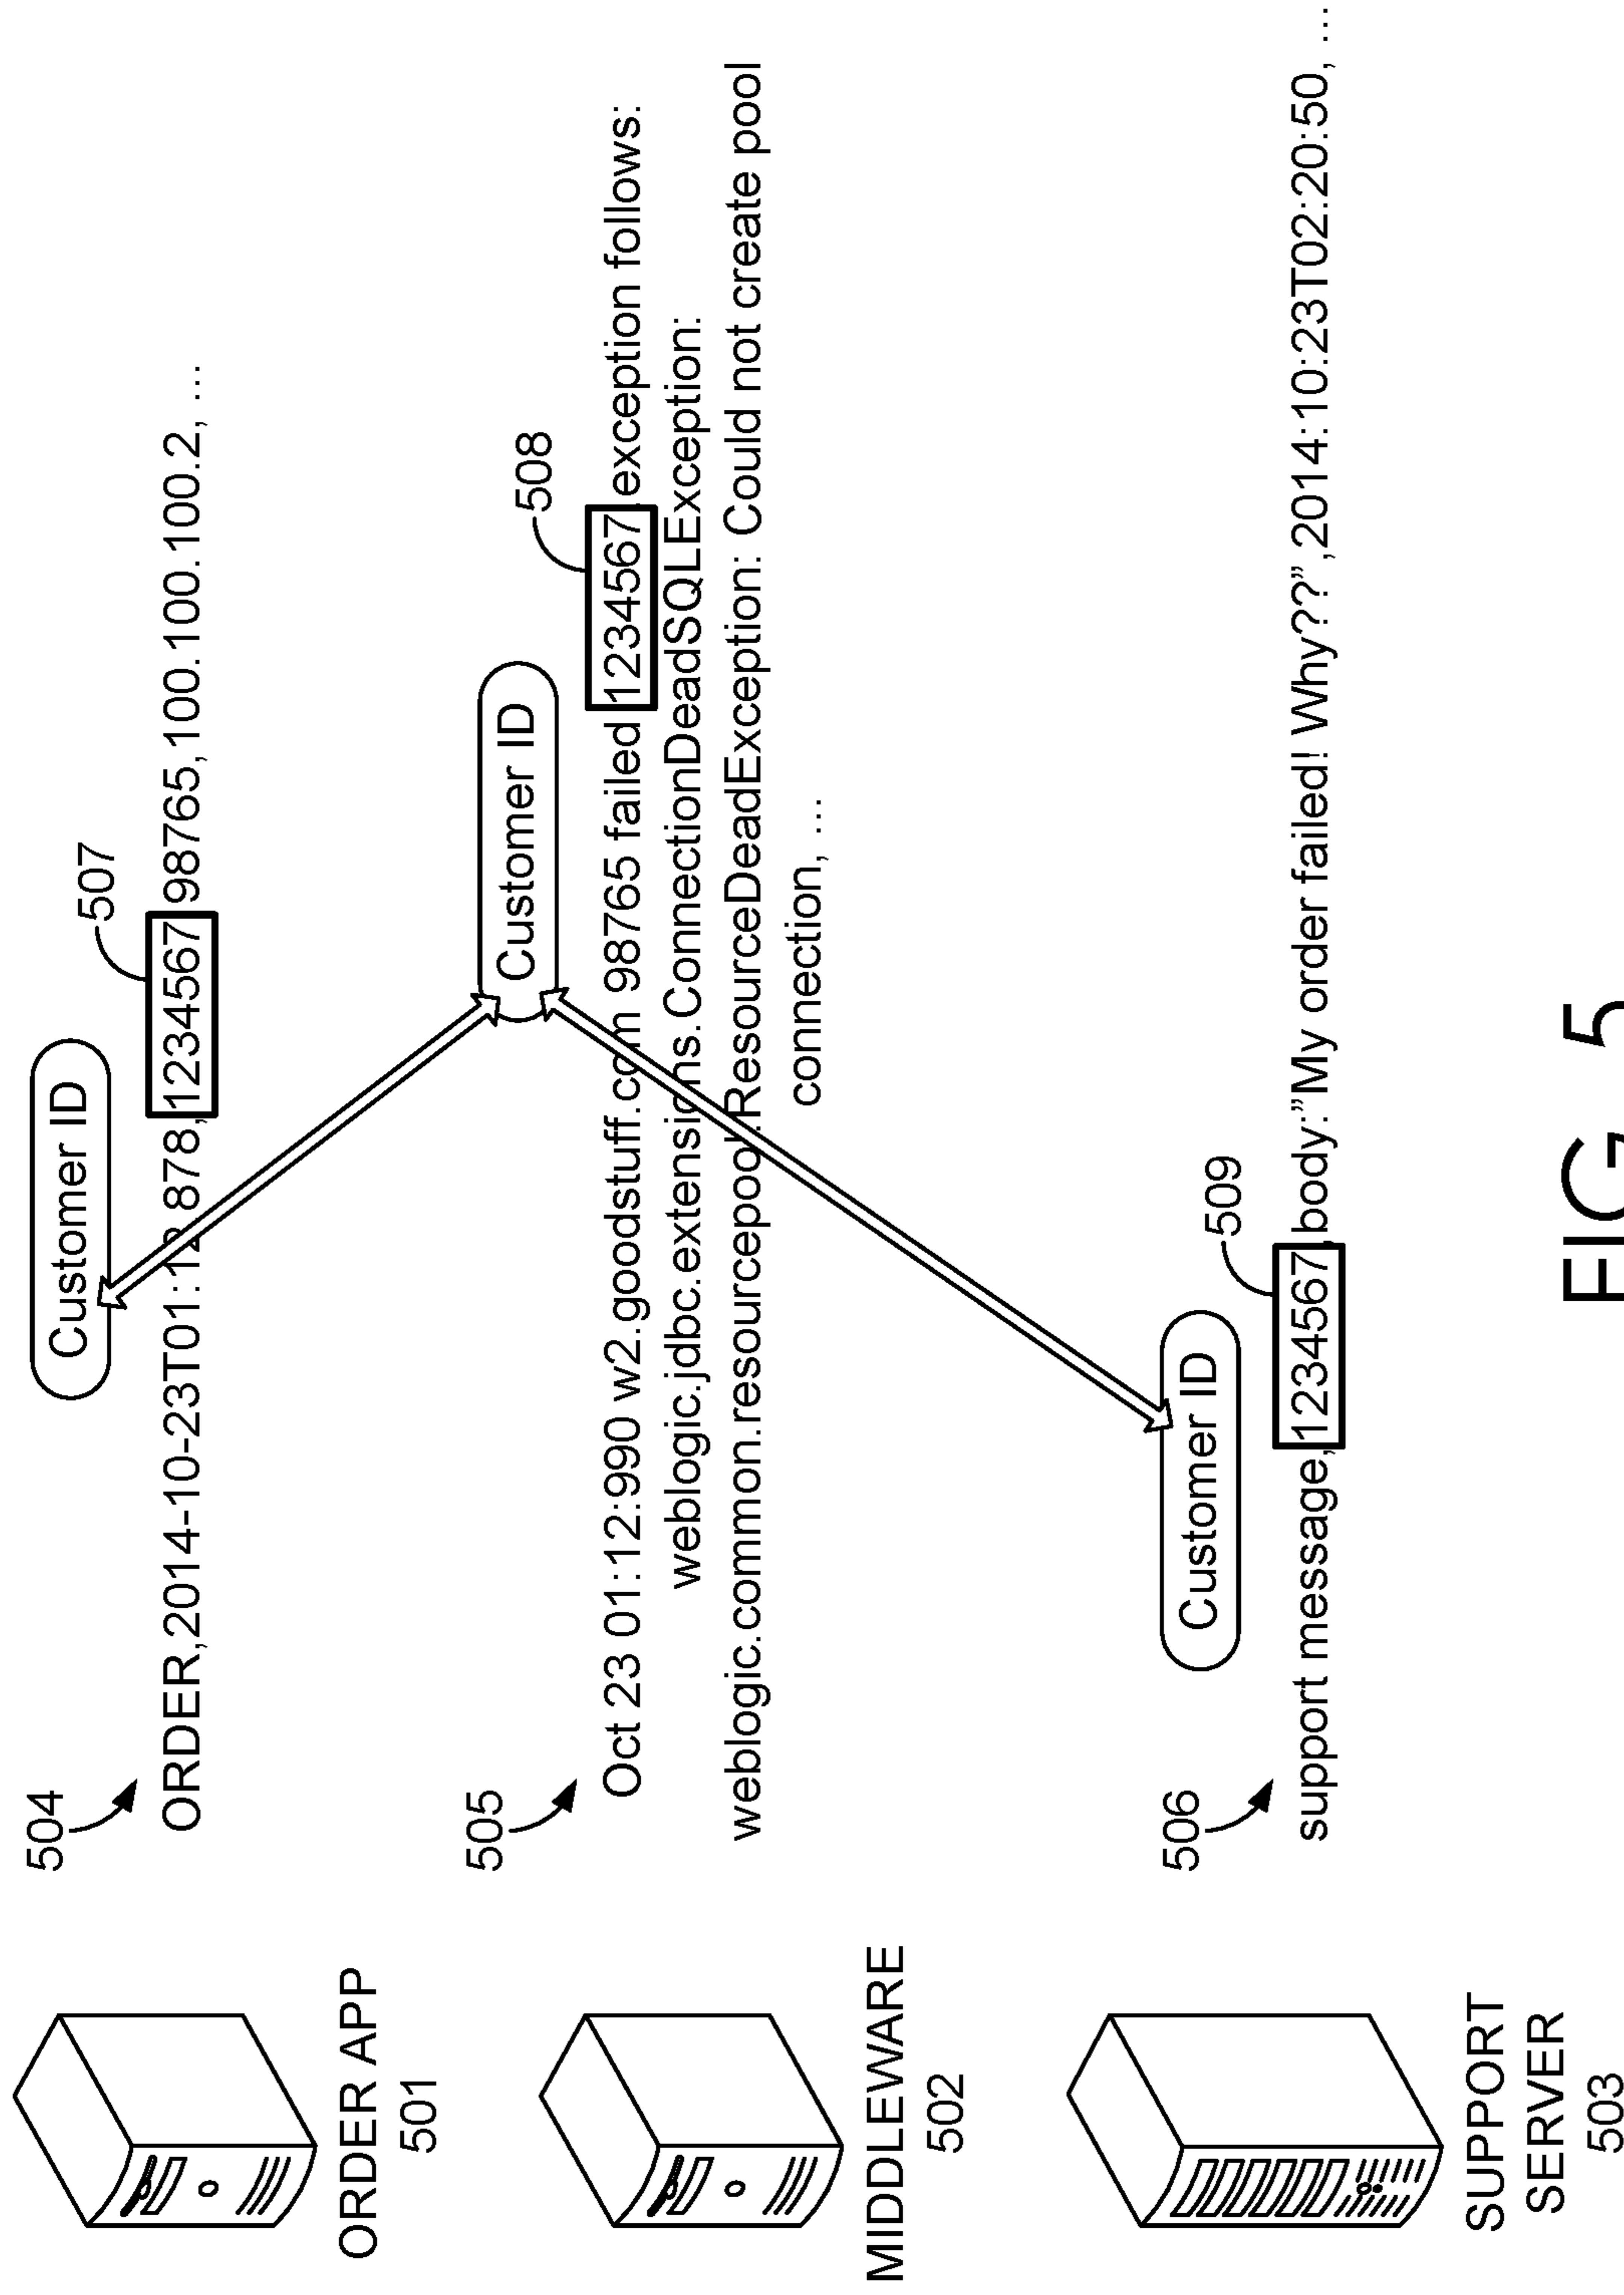 ORDER APP
501
504
Customer ID
507
ORDER,2014-10-23T01:12 878,1234567 98765,100.100.100.2, ...
MIDDLEWARE
502
505
Customer ID
508
Oct 23 01:12:990 w2.goodstuff.com 98765 failed 1234567 exception follows:
weblogic.jdbc.extensions.ConnectionDeadSQLException:
weblogic.common.resourcepool.ResourceDeadException: Could not create pool
connection, ...
SUPPORT
SERVER
503
506
Customer ID
509
support message,1234567 body:”My order failed! Why??”,2014:10:23T02:20:50, ...
FIG 5